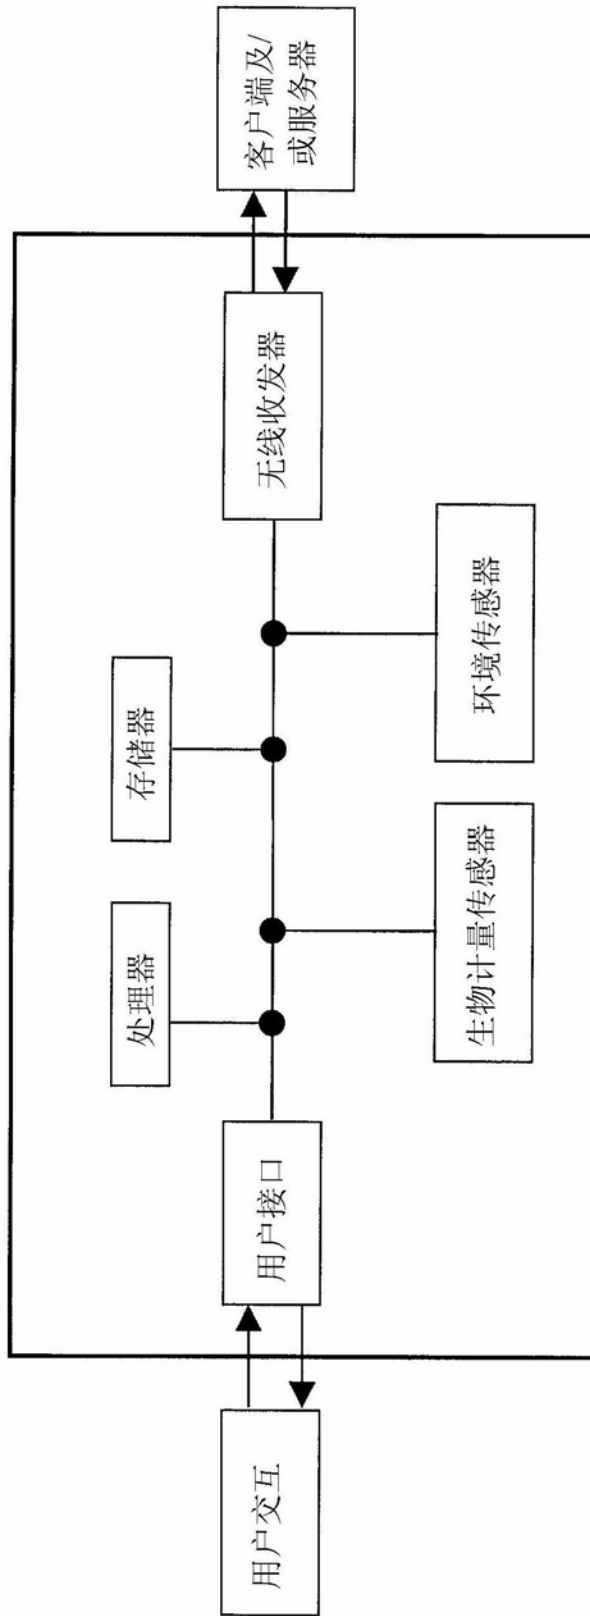 用户交互
用户接口
处理器
存储器
生物计量传感器
环境传感器
无线收发器
客户端及/
或服务器